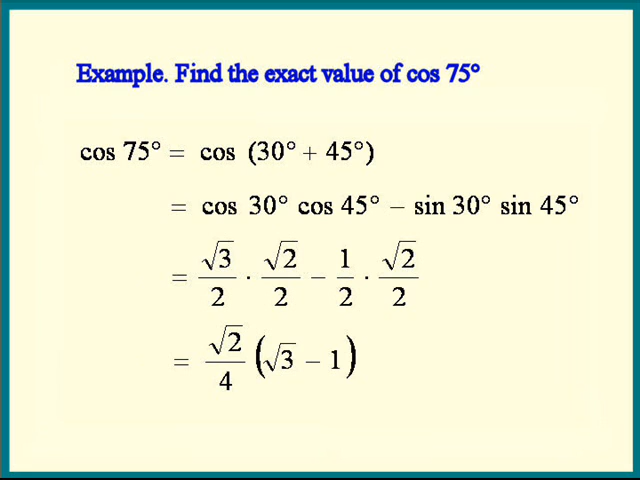 Example. Find the exact value of cos 75°
cos 75° = cos (30° + 45°)
= cos 30° cos 45° − sin 30° sin 45°
= √3/2 · √2/2 − 1/2 · √2/2
= √2/4 (√3 − 1)